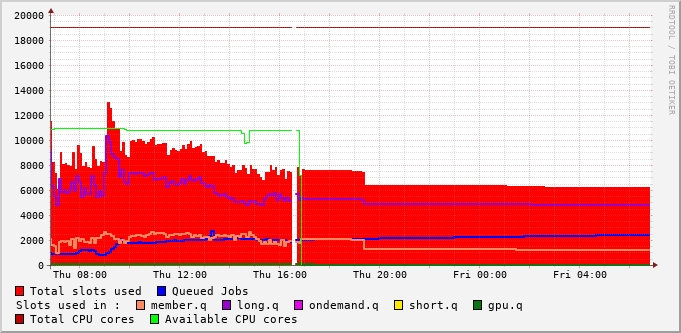 RRDTOOL / TOBI OETIKER
20000
18000
16000
14000
12000
10000
8000
6000
4000
2000
0
Thu 08:00 Thu 12:00 Thu 16:00 Thu 20:00 Fri 00:00 Fri 04:00
Total slots used Queued Jobs
Slots used in : member.q long.q ondemand.q short.q gpu.q
Total CPU cores Available CPU cores